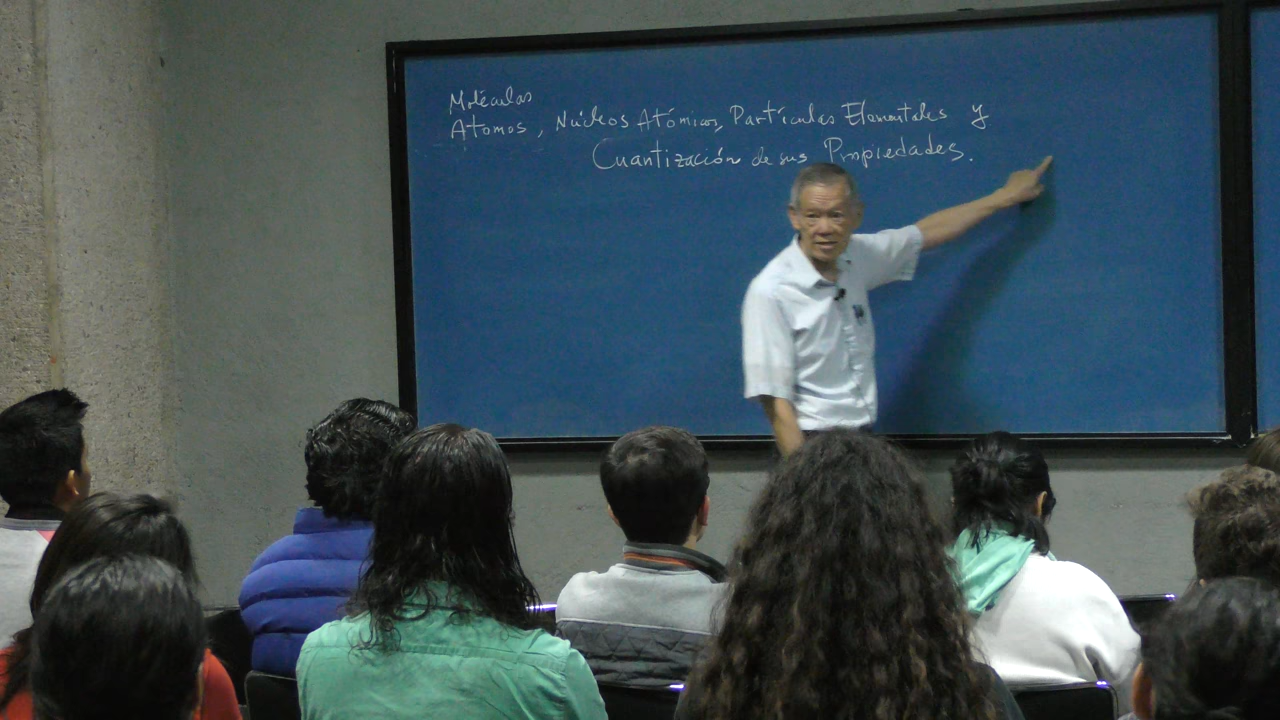 Moléculas
Atomos, Núcleos Atómicos, Partículas Elementales y
Cuantización de sus Propiedades.